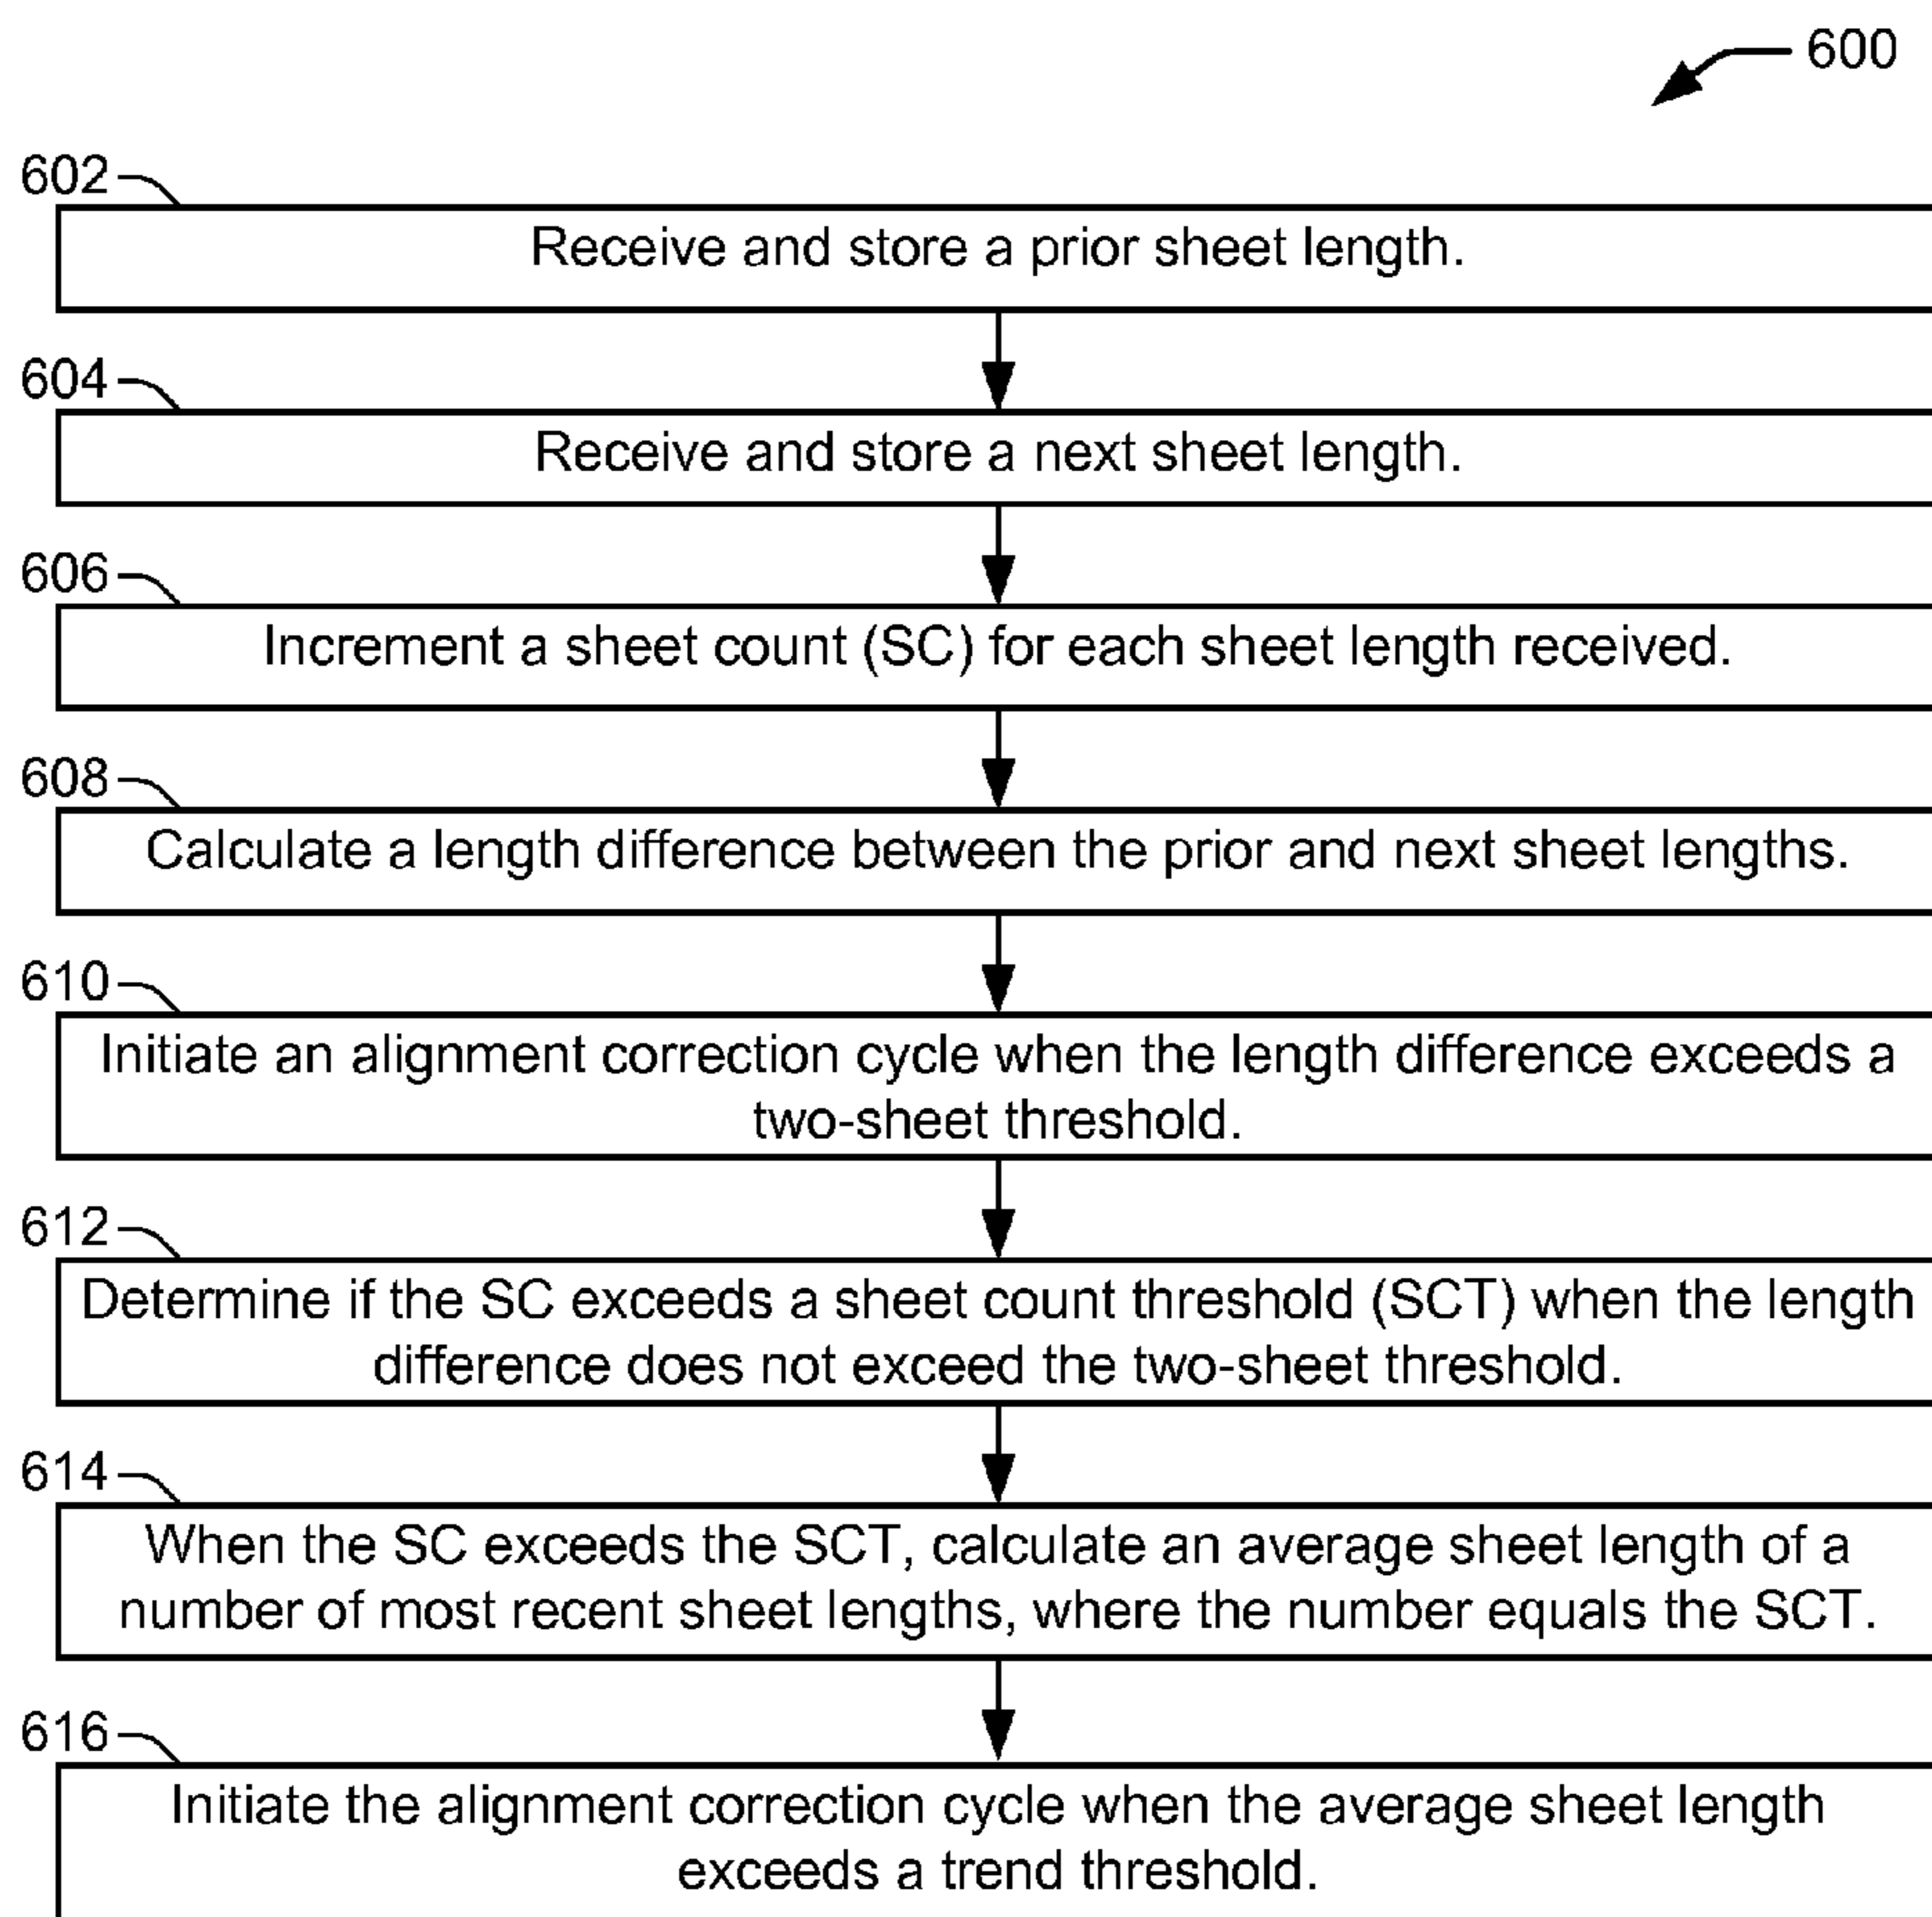 600
602
Receive and store a prior sheet length.
604
Receive and store a next sheet length.
606
Increment a sheet count (SC) for each sheet length received.
608
Calculate a length difference between the prior and next sheet lengths.
610
Initiate an alignment correction cycle when the length difference exceeds a
two-sheet threshold.
612
Determine if the SC exceeds a sheet count threshold (SCT) when the length
difference does not exceed the two-sheet threshold.
614
When the SC exceeds the SCT, calculate an average sheet length of a
number of most recent sheet lengths, where the number equals the SCT.
616
Initiate the alignment correction cycle when the average sheet length
exceeds a trend threshold.